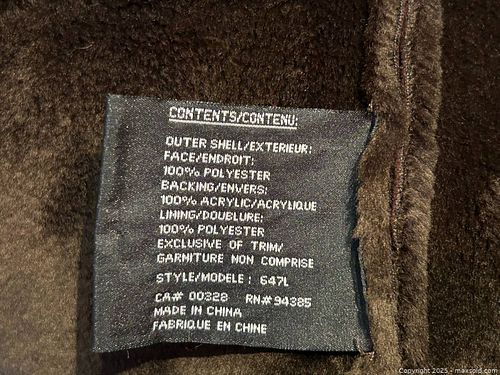 CONTENTS/CONTENU:
OUTER SHELL/EXTERIEUR:
FACE/ENDROIT:
100% POLYESTER
BACKING/ENVERS:
100% ACRYLIC/ACRYLIQUE
LINING/DOUBLURE:
100% POLYESTER
EXCLUSIVE OF TRIM/
GARNITURE NON COMPRISE
STYLE/MODELE: 647L
CA# 00328 RN# 94385
MADE IN CHINA
FABRIQUE EN CHINE
Copyright 2025 - maxsold.com